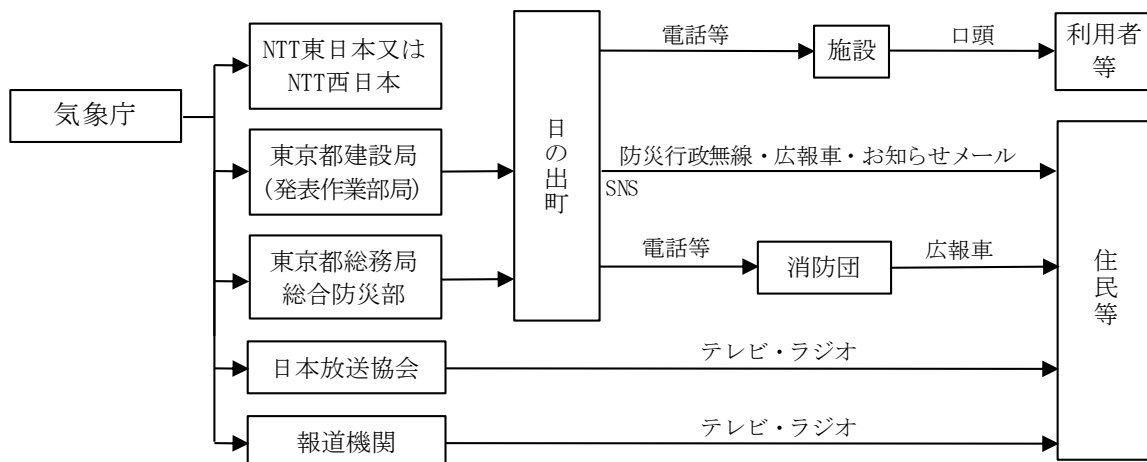 気象庁
NTT東日本又は
NTT西日本
東京都建設局
(発表作業部局)
東京都総務局
総合防災部
日本放送協会
報道機関
日の出町
電話等
施設
口頭
利用者
等
防災行政無線・広報車・お知らせメール
SNS
電話等
消防団
広報車
テレビ・ラジオ
テレビ・ラジオ
住民等